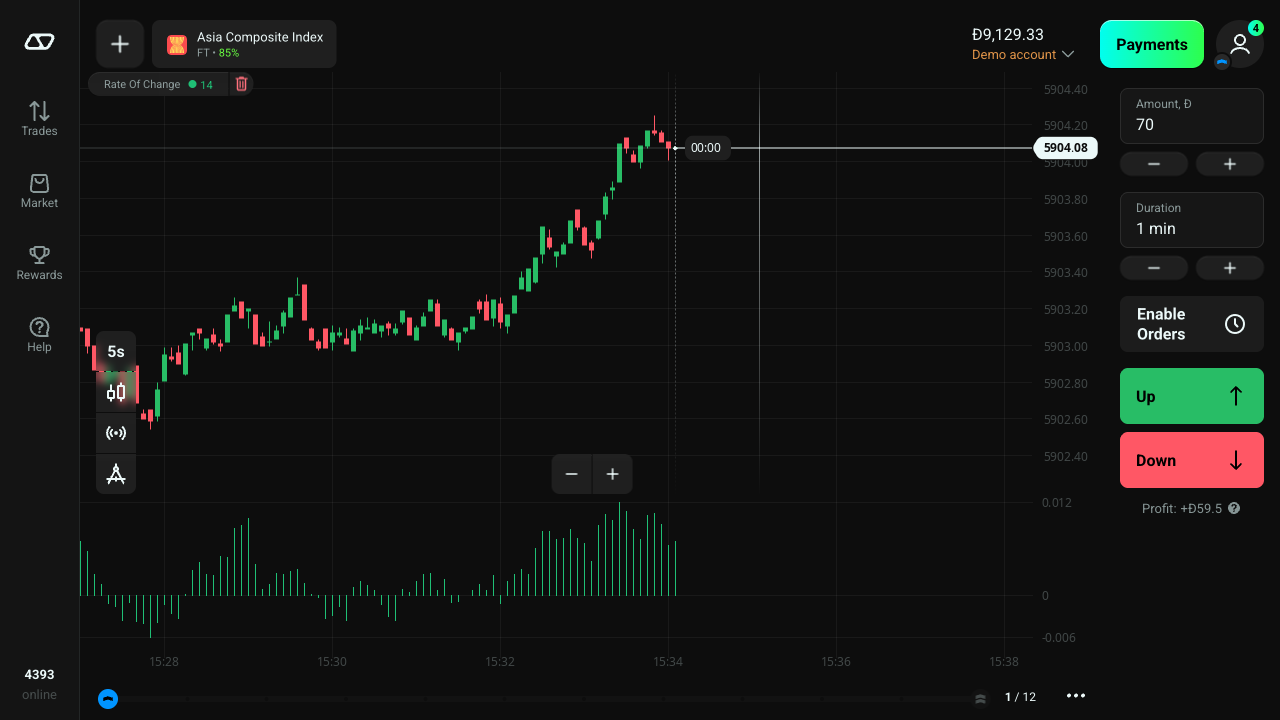 Asia Composite Index
FT • 85%
Đ9,129.33
Demo account
Payments
4
Rate Of Change
14
Trades
Market
Rewards
Help
4393
online
5s
00:00
5904.40
5904.20
5904.08
5904.00
5903.80
5903.60
5903.40
5903.20
5903.00
5902.80
5902.60
5902.40
0.012
0
-0.006
15:28
15:30
15:32
15:34
15:36
15:38
1 / 12
Amount, Đ
70
Duration
1 min
Enable
Orders
Up
Down
Profit: +Đ59.5